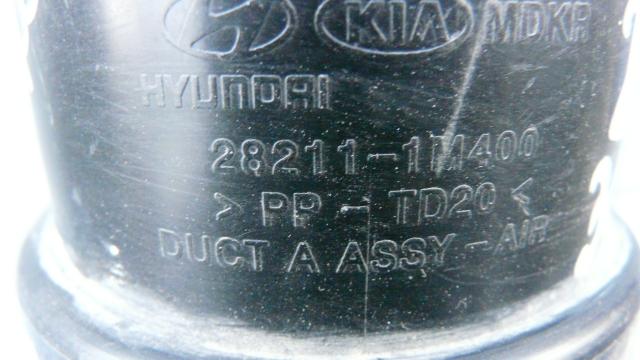 KIA MDKR
HYUNDAI
28211-1M400
> PP - TD20 <
DUCT A ASSY - AIR